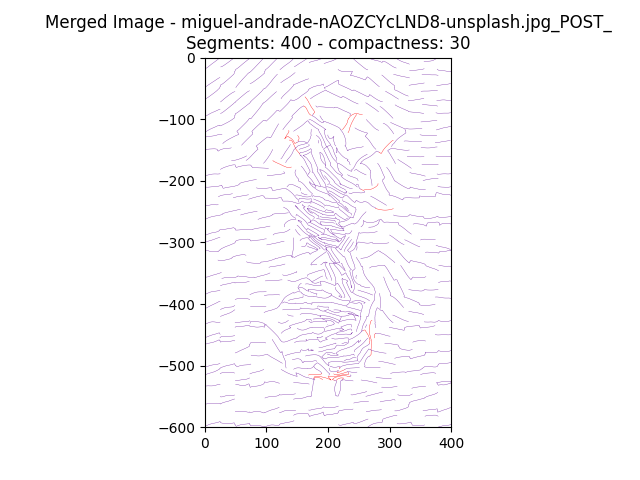 Merged Image - miguel-andrade-nAOZCYcLND8-unsplash.jpg_POST_
Segments: 400 - compactness: 30
0
−100
−200
−300
−400
−500
−600
0 100 200 300 400